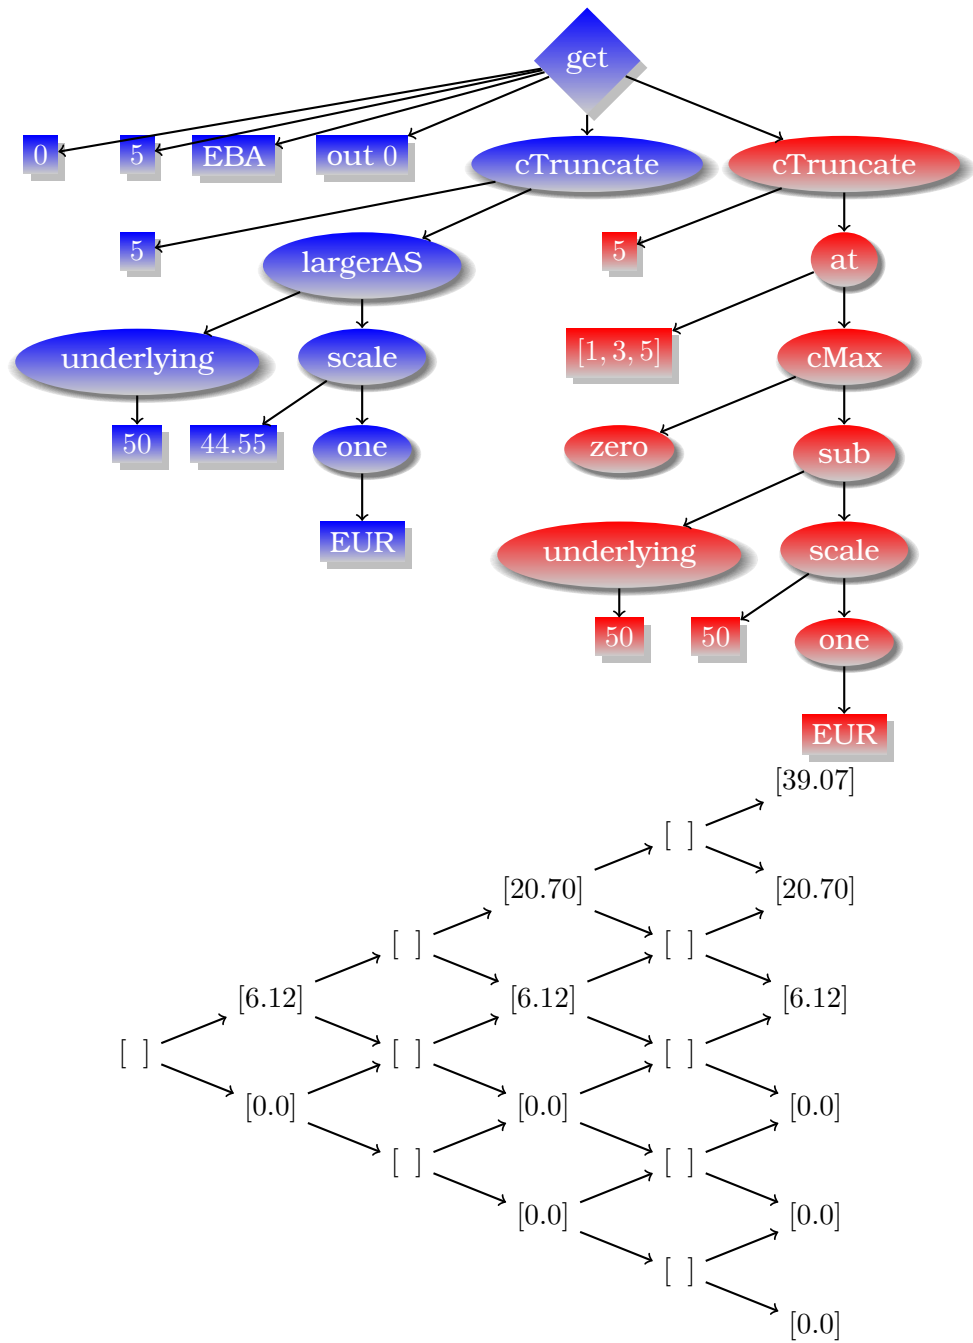 get
0 5 EBA out 0 cTruncate cTruncate
5 largerAS 5 at
underlying scale [1, 3, 5] cMax
50 44.55 one zero sub
EUR underlying scale
50 50 one
EUR
[39.07]
[ ]
[20.70] [20.70]
[ ] [ ]
[6.12] [6.12] [6.12]
[ ] [ ] [ ]
[0.0] [0.0] [0.0]
[ ] [ ]
[0.0] [0.0]
[ ]
[0.0]